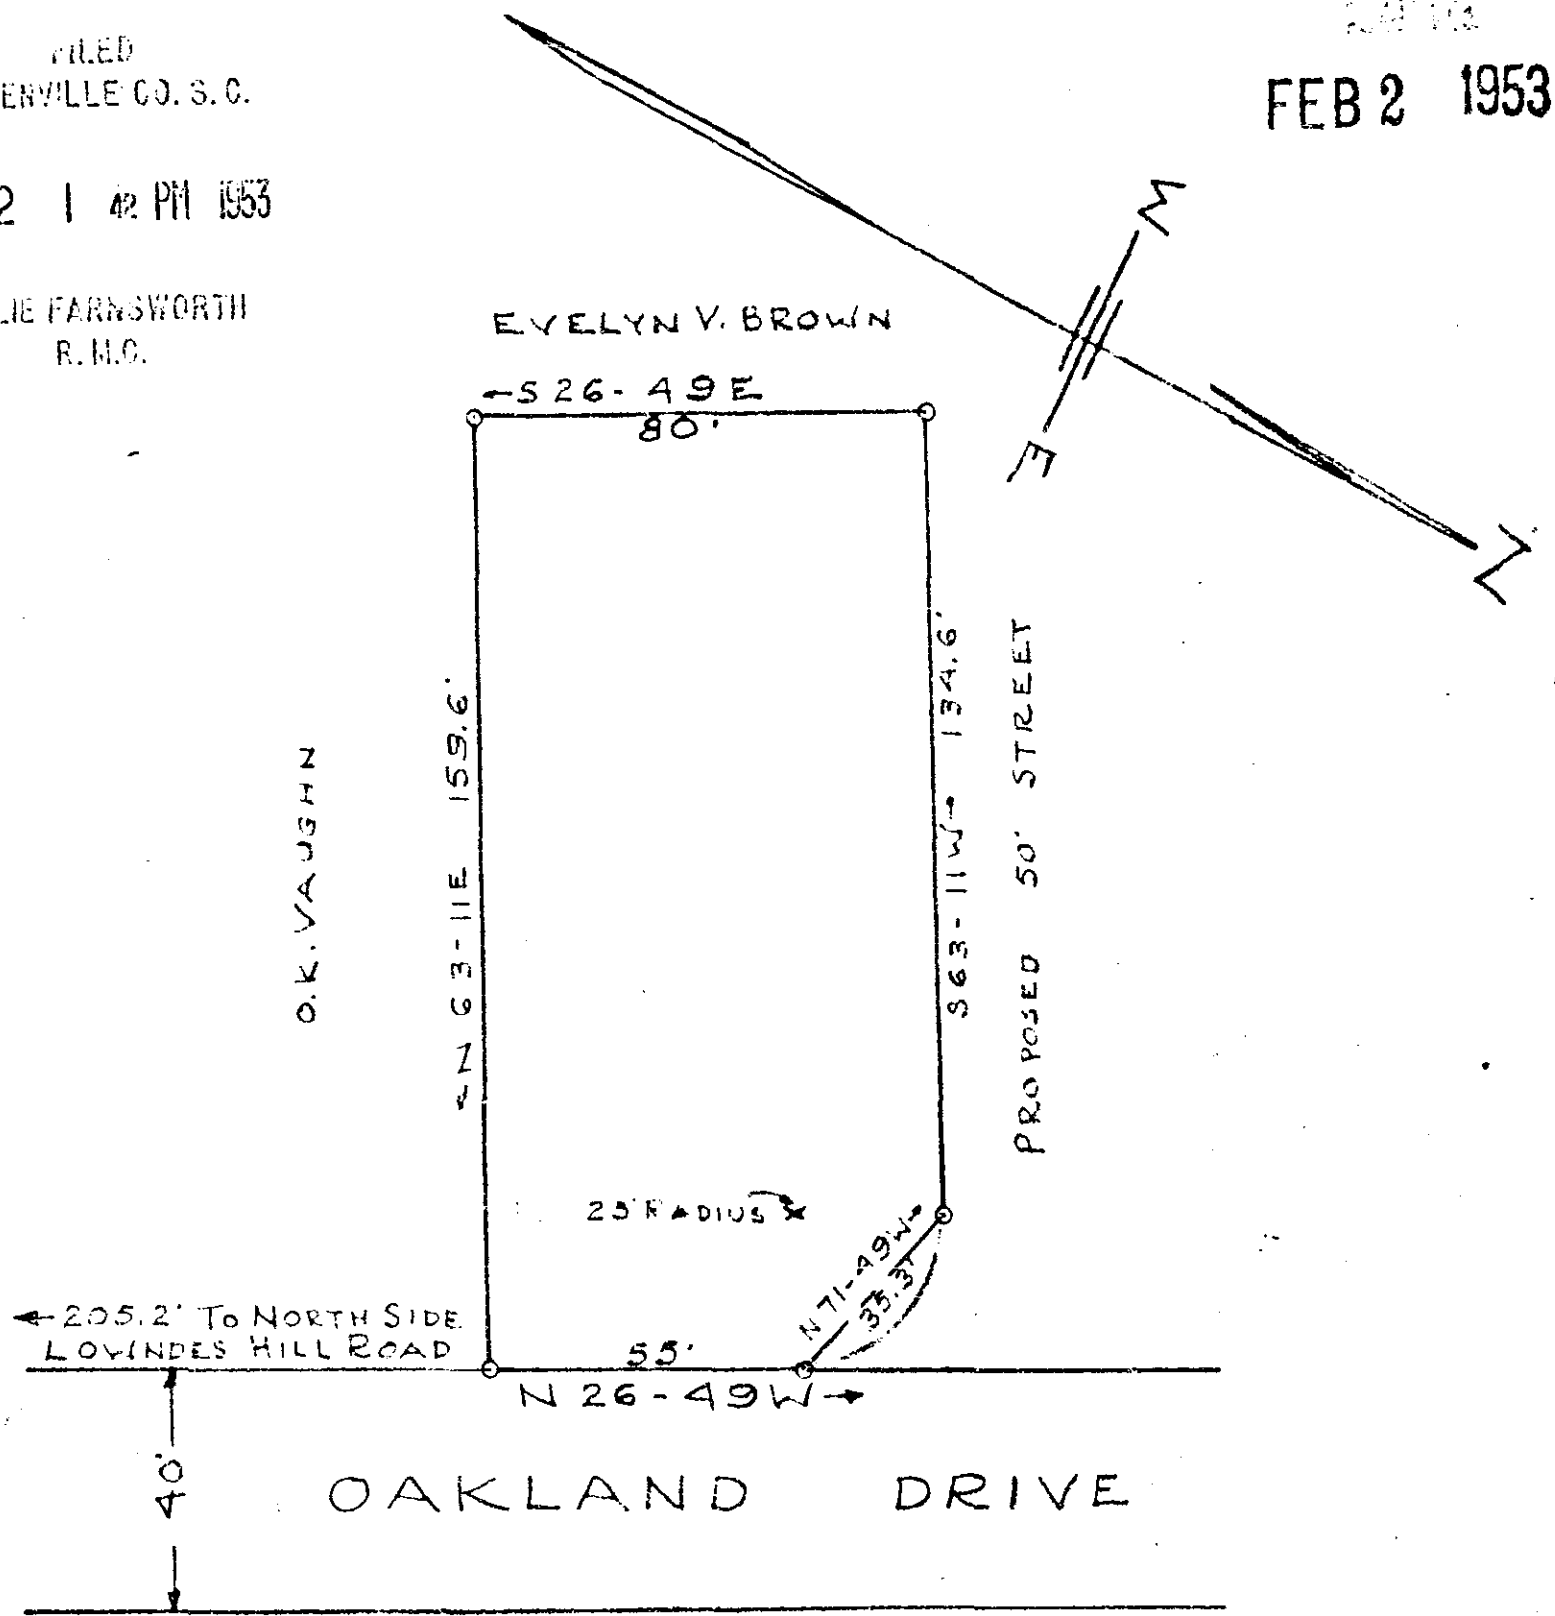 FILED
ENVILLE CO. S. C.
2 1 42 PM 1953
LIE FARNSWORTH
R. M. C.
FEB 2 1953
W
E
N
EVELYN V. BROWN
←S 26 - 49 E
80'
O.K. VAUGHN
←N 63 - 11 E 159.6'
S 63 - 11 W→ 134.6'
PROPOSED 50' STREET
25' RADIUS
N 71 - 49 W→
35.3'
← 205.2' TO NORTH SIDE
LOWNDES HILL ROAD
55'
N 26 - 49 W→
40'
OAKLAND DRIVE